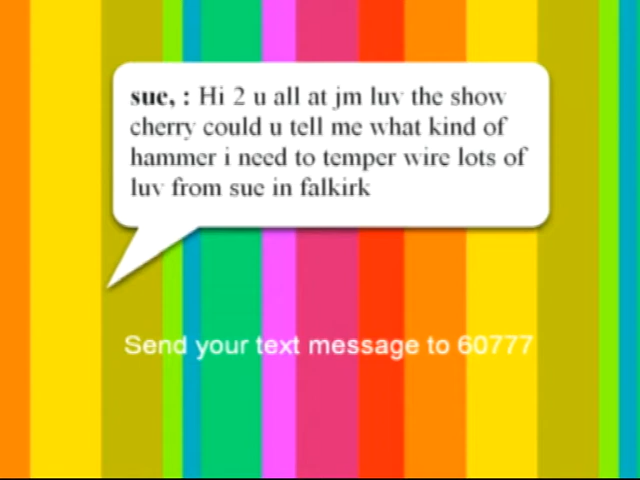 sue, : Hi 2 u all at jm luv the show
cherry could u tell me what kind of
hammer i need to temper wire lots of
luv from sue in falkirk
Send your text message to 60777